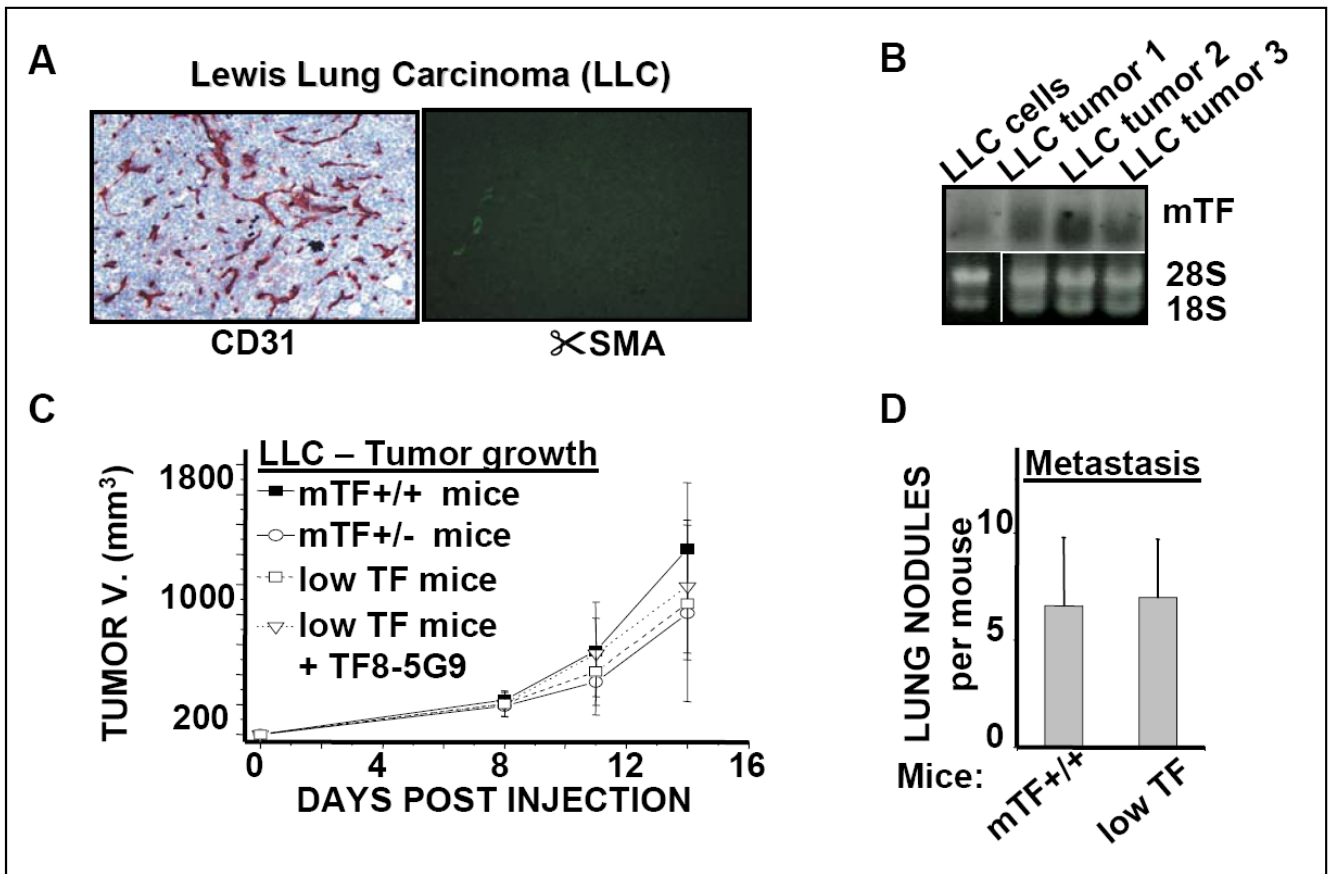 A
Lewis Lung Carcinoma (LLC)
CD31
✂SMA
B
LLC cells
LLC tumor 1
LLC tumor 2
LLC tumor 3
mTF
28S
18S
C
LLC – Tumor growth
mTF+/+ mice
mTF+/- mice
low TF mice
low TF mice
+ TF8-5G9
TUMOR V. (mm³)
1800
1000
200
0 4 8 12 16
DAYS POST INJECTION
D
Metastasis
LUNG NODULES
per mouse
10
5
0
Mice:
mTF+/+
low TF